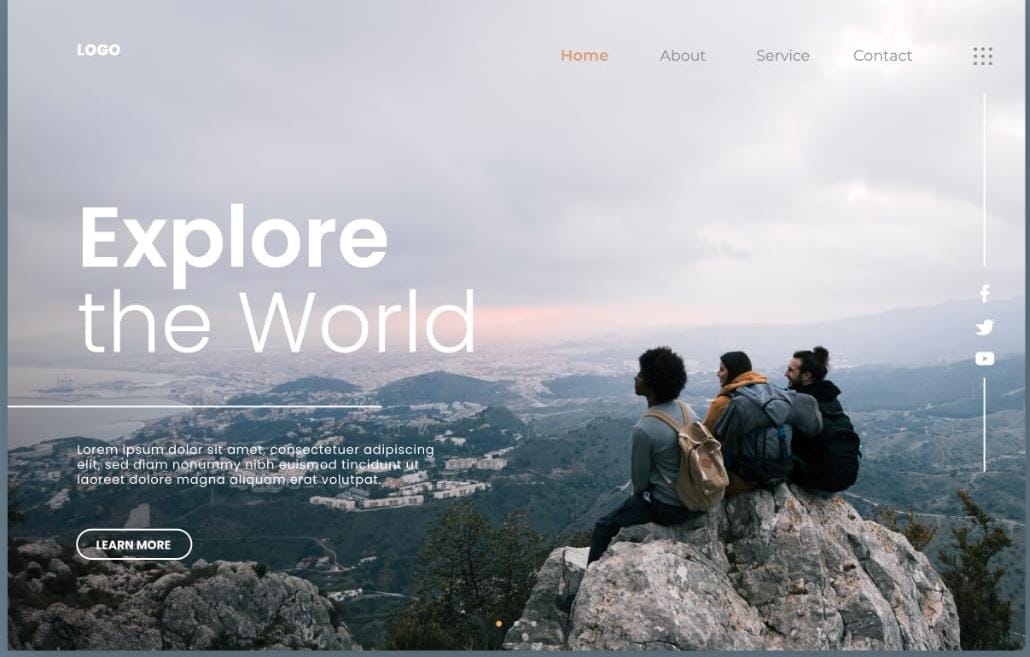 LOGO
Home About Service Contact
Explore
the World
Lorem ipsum dolor sit amet, consectetuer adipiscing
elit, sed diam nonummy nibh euismod tincidunt ut
laoreet dolore magna aliquam erat volutpat.
LEARN MORE